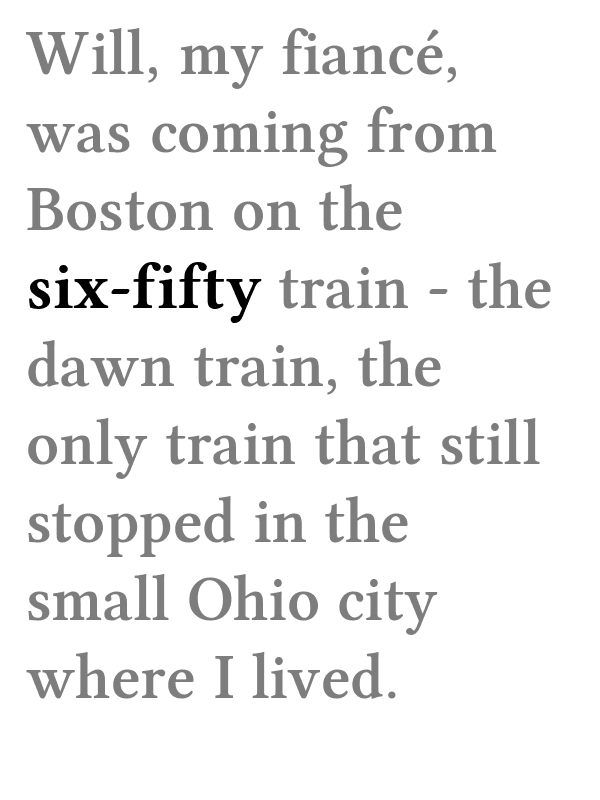 Will, my fiancé,
was coming from
Boston on the
six-fifty train - the
dawn train, the
only train that still
stopped in the
small Ohio city
where I lived.